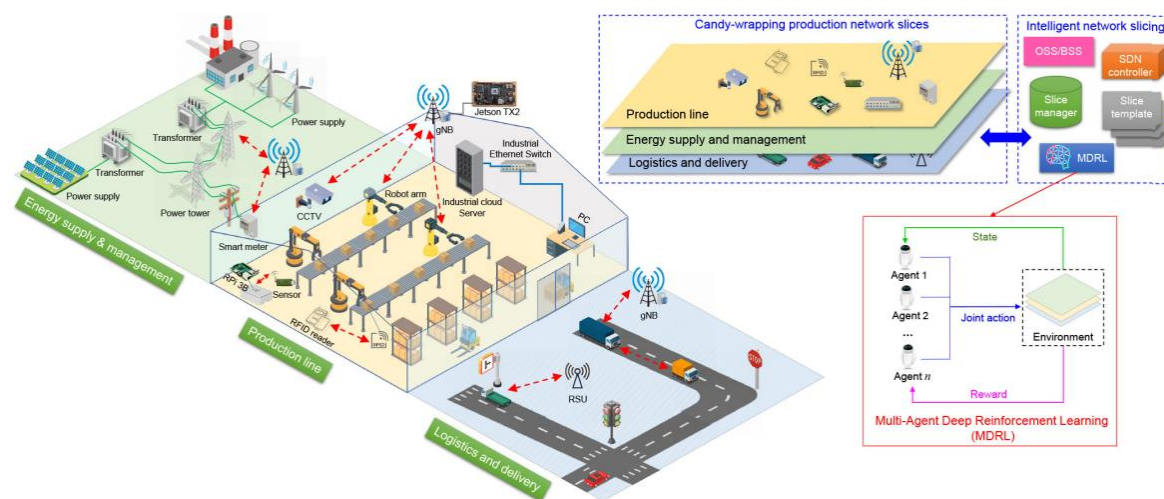 Power supply
Transformer
Transformer
Power supply
Power tower
Smart meter
Energy supply & management
gNB
Jetson TX2
Industrial
Ethernet Switch
Industrial cloud
Server
CCTV
Robot arm
PC
RPi 3B
Sensor
RFID reader
RFID
Production line
gNB
RSU
STOP
Logistics and delivery
Candy-wrapping production network slices
RFID
Production line
Energy supply and management
Logistics and delivery
Intelligent network slicing
OSS/BSS
SDN
controller
Slice
manager
Slice
template
MDRL
State
Agent 1
Agent 2
...
Agent n
Joint action
Environment
Reward
Multi-Agent Deep Reinforcement Learning
(MDRL)